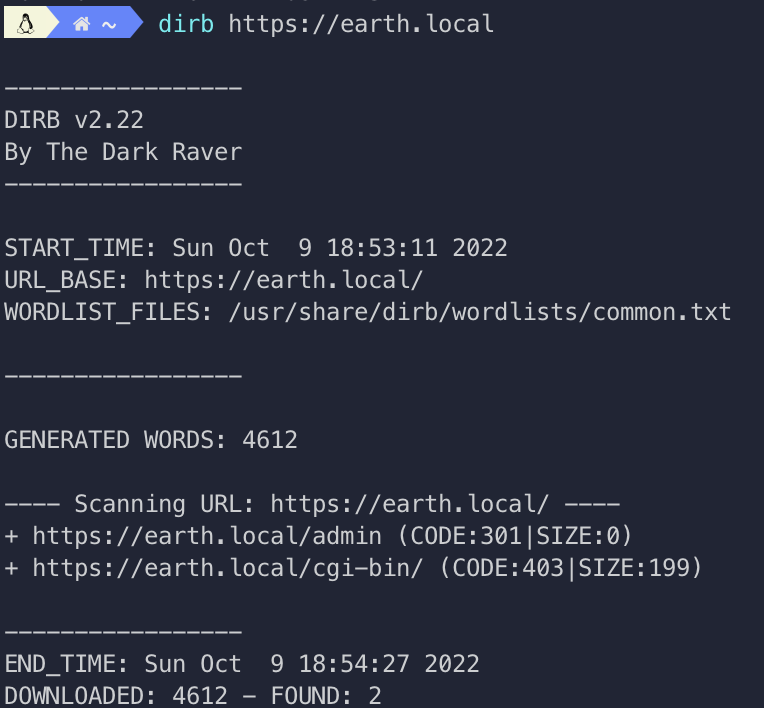 ~ dirb https://earth.local
-----------------
DIRB v2.22
By The Dark Raver
-----------------
START_TIME: Sun Oct  9 18:53:11 2022
URL_BASE: https://earth.local/
WORDLIST_FILES: /usr/share/dirb/wordlists/common.txt
-----------------
GENERATED WORDS: 4612
---- Scanning URL: https://earth.local/ ----
+ https://earth.local/admin (CODE:301|SIZE:0)
+ https://earth.local/cgi-bin/ (CODE:403|SIZE:199)
-----------------
END_TIME: Sun Oct  9 18:54:27 2022
DOWNLOADED: 4612 - FOUND: 2